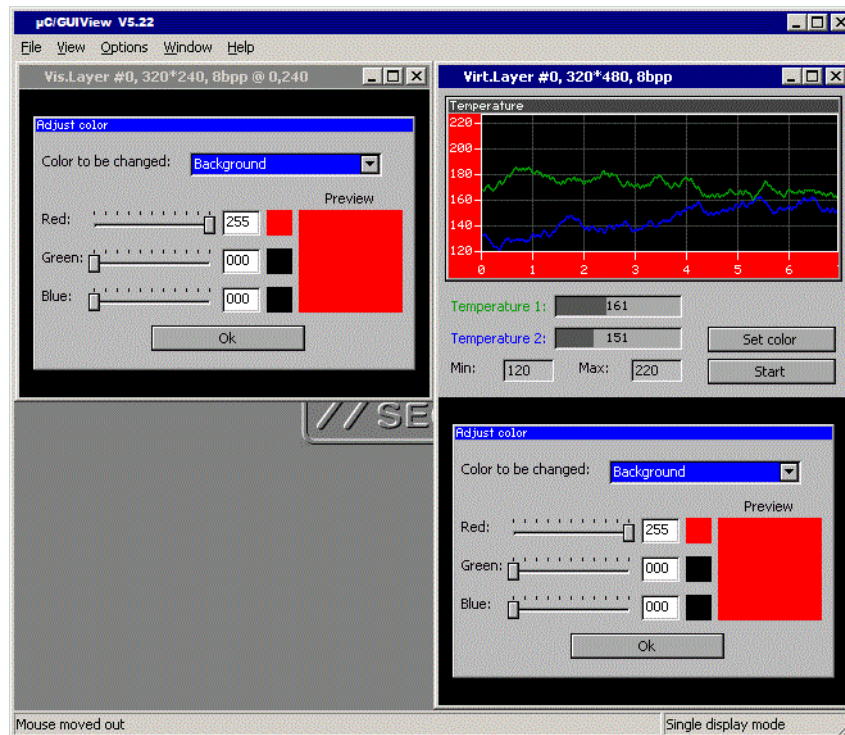 µC/GUIView V5.22
File View Options Window Help
Vis.Layer #0, 320*240, 8bpp @ 0,240
Adjust color
Color to be changed: Background
Preview
Red: 255
Green: 000
Blue: 000
Ok
// SE
Virt.Layer #0, 320*480, 8bpp
Temperature
220
200
180
160
140
120
0 1 2 3 4 5 6
Temperature 1: 161
Temperature 2: 151 Set color
Min: 120 Max: 220 Start
Adjust color
Color to be changed: Background
Preview
Red: 255
Green: 000
Blue: 000
Ok
Mouse moved out Single display mode